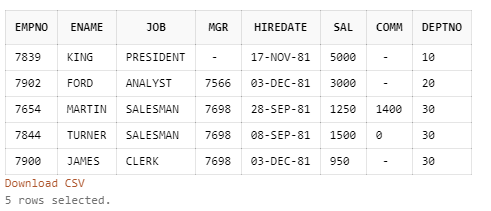 EMPNO ENAME JOB MGR HIREDATE SAL COMM DEPTNO
7839 KING PRESIDENT - 17-NOV-81 5000 - 10
7902 FORD ANALYST 7566 03-DEC-81 3000 - 20
7654 MARTIN SALESMAN 7698 28-SEP-81 1250 1400 30
7844 TURNER SALESMAN 7698 08-SEP-81 1500 0 30
7900 JAMES CLERK 7698 03-DEC-81 950 - 30
Download CSV
5 rows selected.